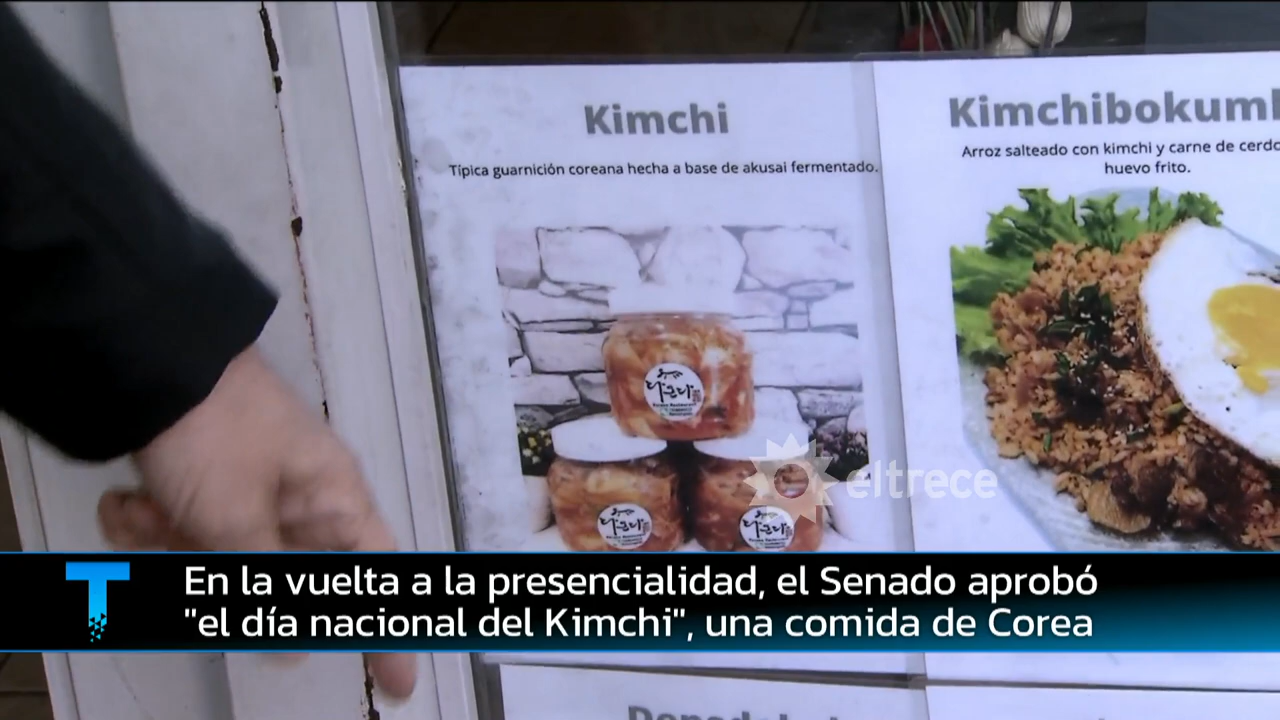 Kimchi
Típica guarnición coreana hecha a base de akusai fermentado.
Kimchibokum
Arroz salteado con kimchi y carne de cerdo
huevo frito.
eltrece
T
En la vuelta a la presencialidad, el Senado aprobó
"el día nacional del Kimchi", una comida de Corea